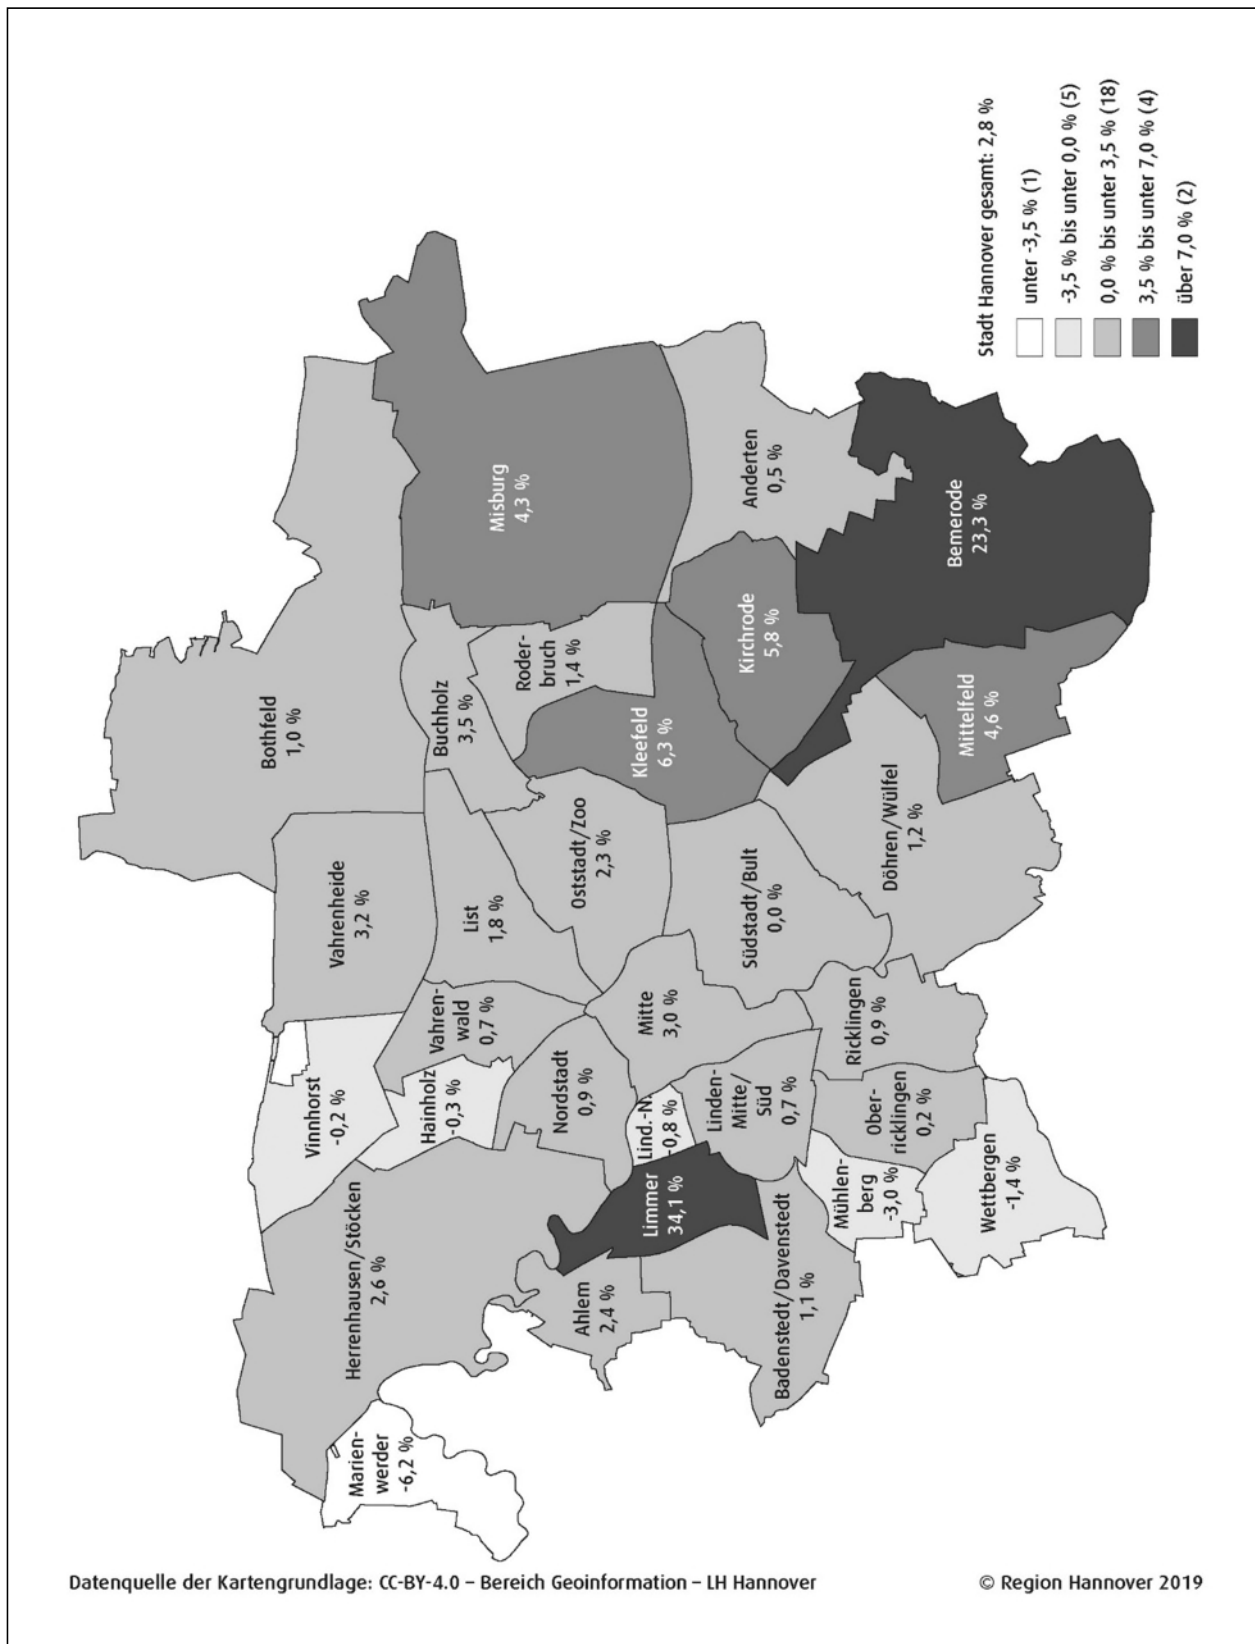 Stadt Hannover gesamt: 2,8 %
unter -3,5 % (1)
-3,5 % bis unter 0,0 % (5)
0,0 % bis unter 3,5 % (18)
3,5 % bis unter 7,0 % (4)
über 7,0 % (2)
Bothfeld
1,0 %
Misburg
4,3 %
Anderten
0,5 %
Bemerode
23,3 %
Kirchrode
5,8 %
Roder-
bruch
1,4 %
Buchholz
3,5 %
Kleefeld
6,3 %
Mittelfeld
4,6 %
Vahrenheide
3,2 %
List
1,8 %
Oststadt/Zoo
2,3 %
Südstadt/Bult
0,0 %
Döhren/Wülfel
1,2 %
Vinnhorst
-0,2 %
Hainholz
-0,3 %
Vahren-
wald
0,7 %
Nordstadt
0,9 %
Mitte
3,0 %
Lind.-N.
-0,8 %
Linden-
Mitte/
Süd
0,7 %
Ricklingen
0,9 %
Ober-
ricklingen
0,2 %
Mühlen-
berg
-3,0 %
Wettbergen
-1,4 %
Limmer
34,1 %
Herrenhausen/Stöcken
2,6 %
Ahlem
2,4 %
Badenstedt/Davenstedt
1,1 %
Marien-
werder
-6,2 %
Datenquelle der Kartengrundlage: CC-BY-4.0 – Bereich Geoinformation – LH Hannover
© Region Hannover 2019